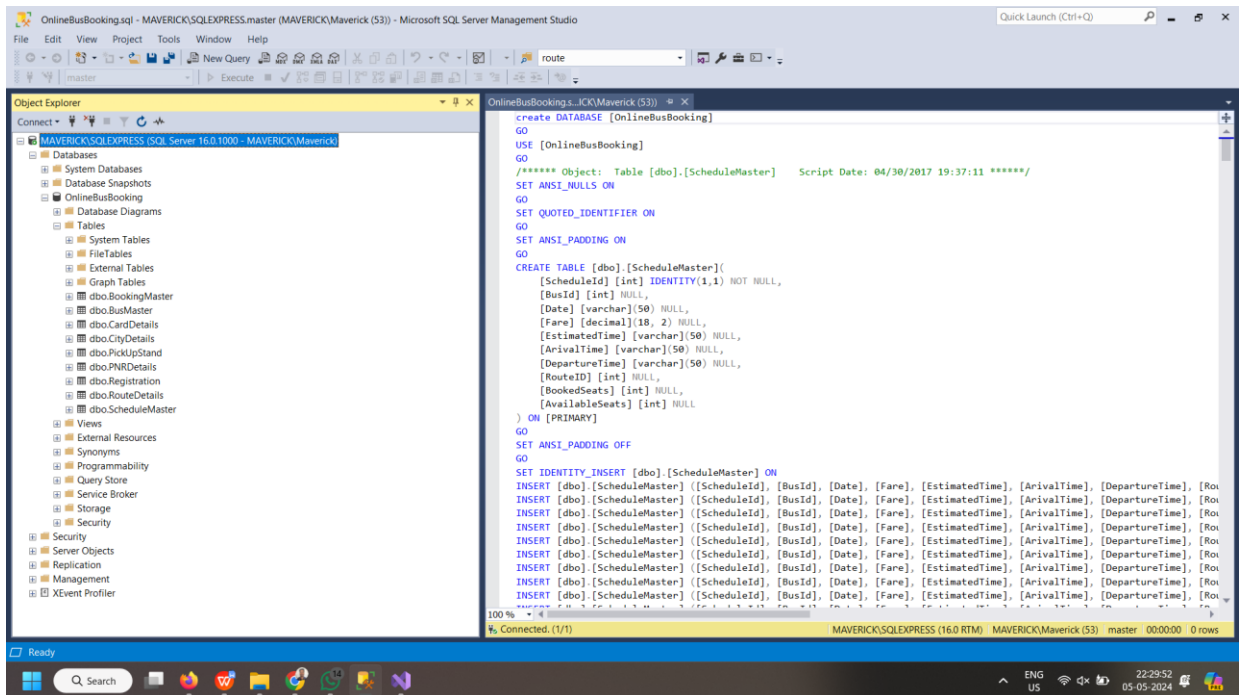 OnlineBusBooking.sql - MAVERICK\SQLEXPRESS.master (MAVERICK\Maverick (53)) - Microsoft SQL Server Management Studio
Quick Launch (Ctrl+Q)
File Edit View Project Tools Window Help
New Query
route
master
Execute
Object Explorer
Connect
MAVERICK\SQLEXPRESS (SQL Server 16.0.1000 - MAVERICK\Maverick)
Databases
System Databases
Database Snapshots
OnlineBusBooking
Database Diagrams
Tables
System Tables
FileTables
External Tables
Graph Tables
dbo.BookingMaster
dbo.BusMaster
dbo.CardDetails
dbo.CityDetails
dbo.PickUpStand
dbo.PNRDetails
dbo.Registration
dbo.RouteDetails
dbo.ScheduleMaster
Views
External Resources
Synonyms
Programmability
Query Store
Service Broker
Storage
Security
Security
Server Objects
Replication
Management
XEvent Profiler
OnlineBusBooking.s...ICK\Maverick (53))
create DATABASE [OnlineBusBooking]
GO
USE [OnlineBusBooking]
GO
/****** Object: Table [dbo].[ScheduleMaster] Script Date: 04/30/2017 19:37:11 ******/
SET ANSI_NULLS ON
GO
SET QUOTED_IDENTIFIER ON
GO
SET ANSI_PADDING ON
GO
CREATE TABLE [dbo].[ScheduleMaster](
[ScheduleId] [int] IDENTITY(1,1) NOT NULL,
[BusId] [int] NULL,
[Date] [varchar](50) NULL,
[Fare] [decimal](18, 2) NULL,
[EstimatedTime] [varchar](50) NULL,
[ArivalTime] [varchar](50) NULL,
[DepartureTime] [varchar](50) NULL,
[RouteID] [int] NULL,
[BookedSeats] [int] NULL,
[AvailableSeats] [int] NULL
) ON [PRIMARY]
GO
SET ANSI_PADDING OFF
GO
SET IDENTITY_INSERT [dbo].[ScheduleMaster] ON
INSERT [dbo].[ScheduleMaster] ([ScheduleId], [BusId], [Date], [Fare], [EstimatedTime], [ArivalTime], [DepartureTime], [Rou
INSERT [dbo].[ScheduleMaster] ([ScheduleId], [BusId], [Date], [Fare], [EstimatedTime], [ArivalTime], [DepartureTime], [Rou
INSERT [dbo].[ScheduleMaster] ([ScheduleId], [BusId], [Date], [Fare], [EstimatedTime], [ArivalTime], [DepartureTime], [Rou
INSERT [dbo].[ScheduleMaster] ([ScheduleId], [BusId], [Date], [Fare], [EstimatedTime], [ArivalTime], [DepartureTime], [Rou
INSERT [dbo].[ScheduleMaster] ([ScheduleId], [BusId], [Date], [Fare], [EstimatedTime], [ArivalTime], [DepartureTime], [Rou
INSERT [dbo].[ScheduleMaster] ([ScheduleId], [BusId], [Date], [Fare], [EstimatedTime], [ArivalTime], [DepartureTime], [Rou
INSERT [dbo].[ScheduleMaster] ([ScheduleId], [BusId], [Date], [Fare], [EstimatedTime], [ArivalTime], [DepartureTime], [Rou
INSERT [dbo].[ScheduleMaster] ([ScheduleId], [BusId], [Date], [Fare], [EstimatedTime], [ArivalTime], [DepartureTime], [Rou
INSERT [dbo].[ScheduleMaster] ([ScheduleId], [BusId], [Date], [Fare], [EstimatedTime], [ArivalTime], [DepartureTime], [Rou
100 %
Connected. (1/1)
MAVERICK\SQLEXPRESS (16.0 RTM) MAVERICK\Maverick (53) master 00:00:00 0 rows
Ready
Search
ENG
US
22:29:52
05-05-2024